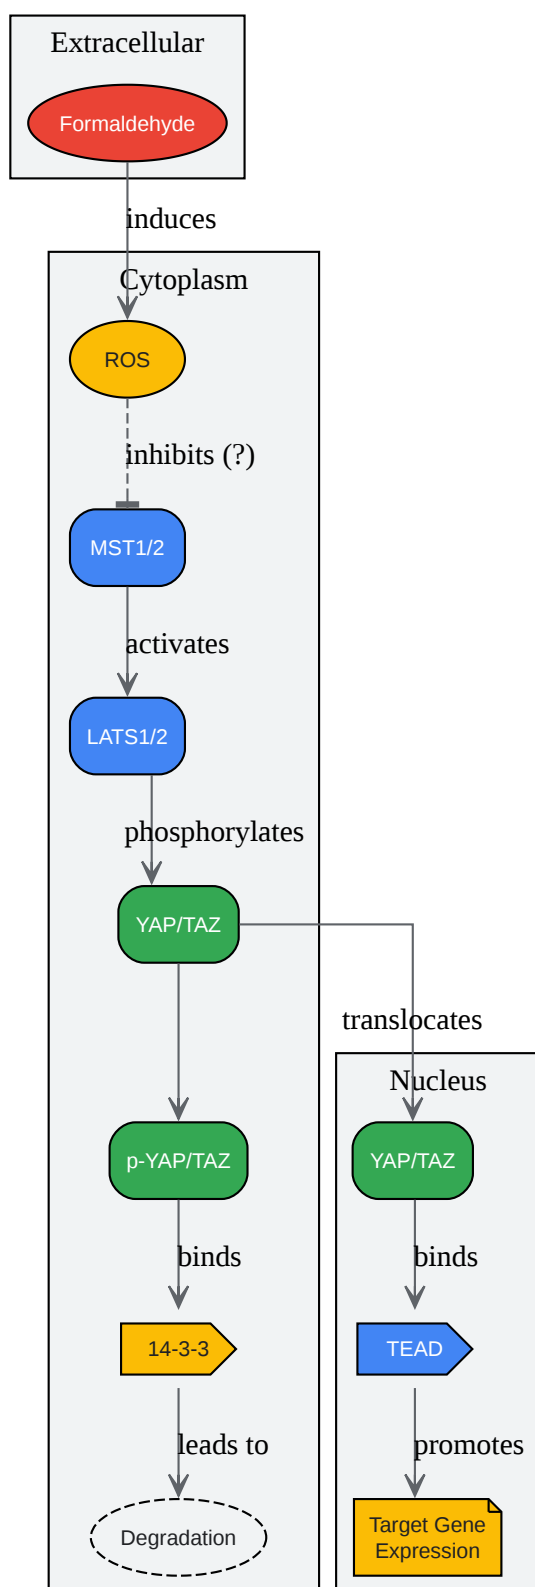 Extracellular
Formaldehyde
induces
Cytoplasm
ROS
inhibits (?)
MST1/2
activates
LATS1/2
phosphorylates
YAP/TAZ
translocates
Nucleus
p-YAP/TAZ
YAP/TAZ
binds
binds
14-3-3
TEAD
leads to
promotes
Degradation
Target Gene
Expression